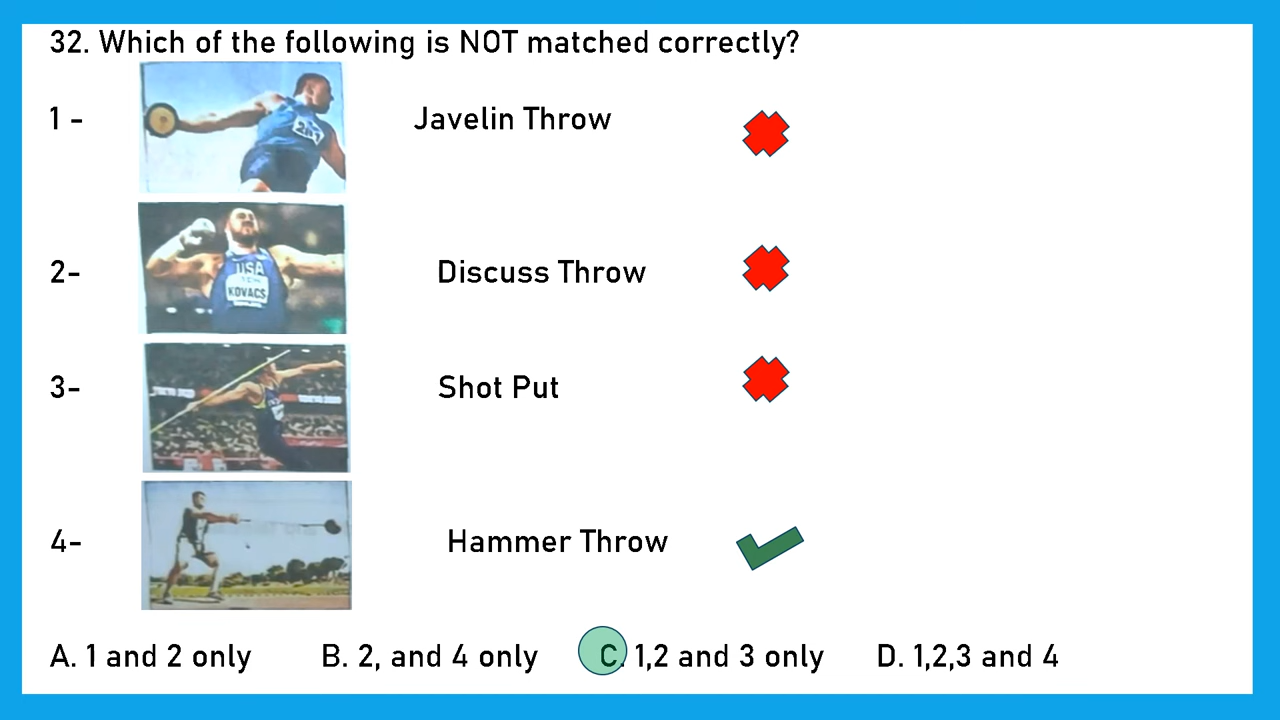 32. Which of the following is NOT matched correctly?
1 - Javelin Throw
USA
KOVACS
2- Discuss Throw
3- Shot Put
4- Hammer Throw
A. 1 and 2 only B. 2, and 4 only C. 1,2 and 3 only D. 1,2,3 and 4